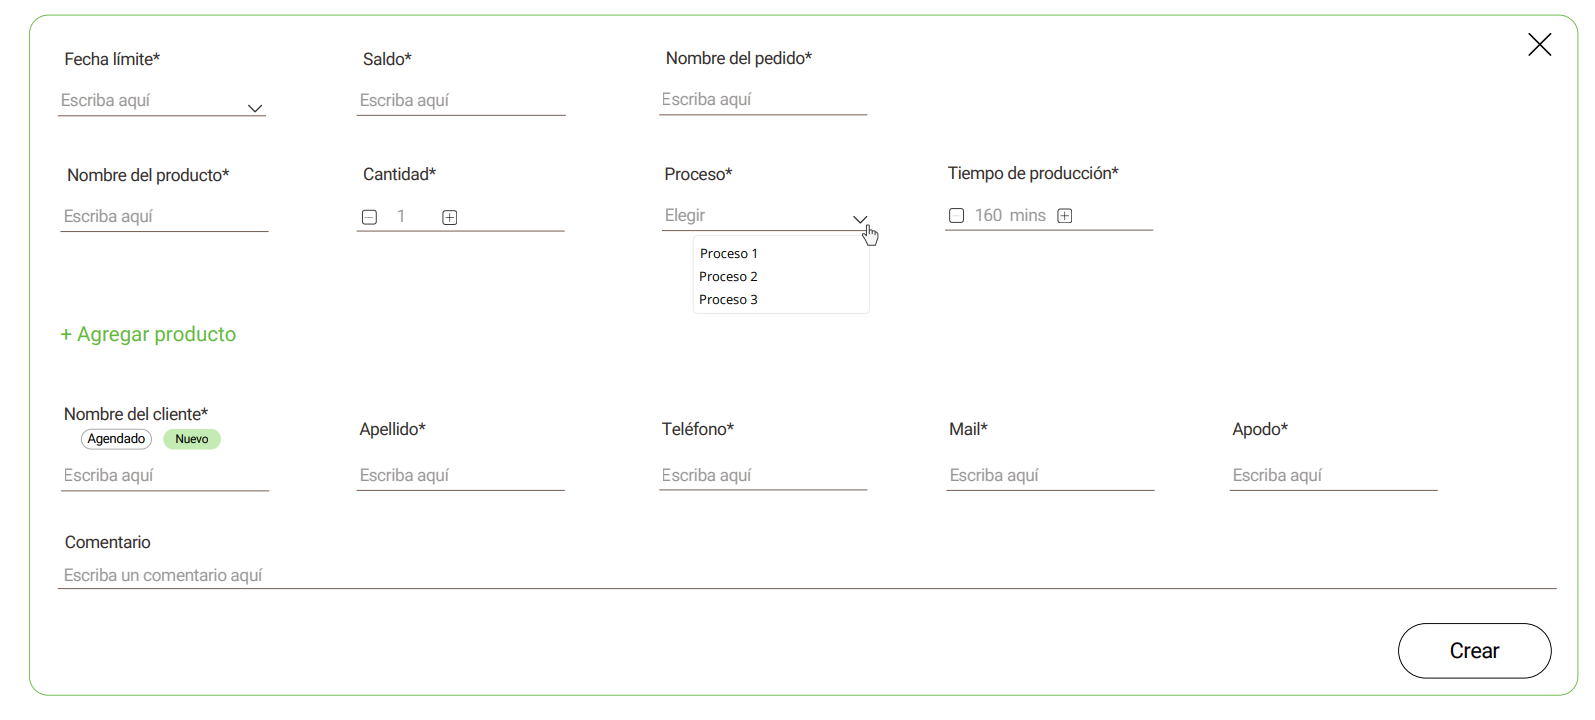 Fecha límite*
Saldo*
Nombre del pedido*
Escriba aquí
Escriba aquí
Escriba aquí
Nombre del producto*
Cantidad*
Proceso*
Tiempo de producción*
Escriba aquí
1
Elegir
160 mins
Proceso 1
Proceso 2
Proceso 3
+ Agregar producto
Nombre del cliente*
Agendado
Nuevo
Apellido*
Teléfono*
Mail*
Apodo*
Escriba aquí
Escriba aquí
Escriba aquí
Escriba aquí
Escriba aquí
Comentario
Escriba un comentario aquí
Crear